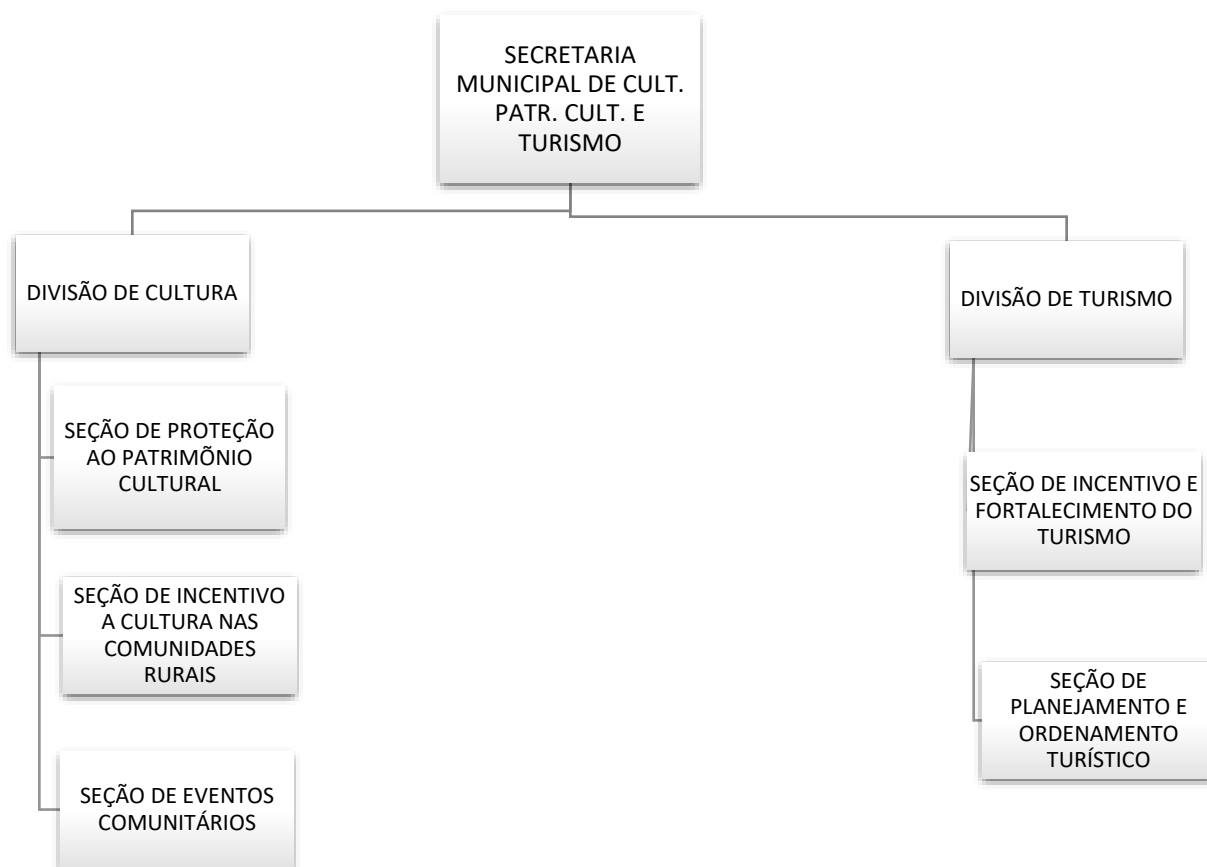 SECRETARIA
MUNICIPAL DE CULT.
PATR. CULT. E
TURISMO
DIVISÃO DE CULTURA
DIVISÃO DE TURISMO
SEÇÃO DE PROTEÇÃO
AO PATRIMÔNIO
CULTURAL
SEÇÃO DE INCENTIVO
A CULTURA NAS
COMUNIDADES
RURAIS
SEÇÃO DE EVENTOS
COMUNITÁRIOS
SEÇÃO DE INCENTIVO E
FORTALECIMENTO DO
TURISMO
SEÇÃO DE
PLANEJAMENTO E
ORDENAMENTO
TURÍSTICO